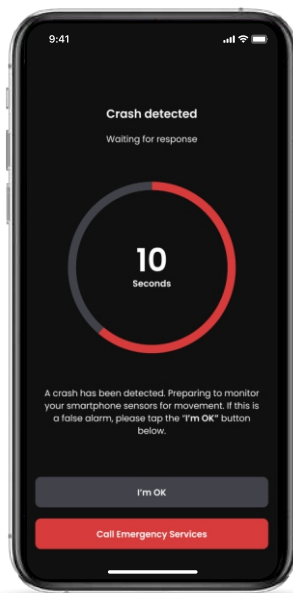 9:41
Crash detected
Waiting for response
10
Seconds
A crash has been detected. Preparing to monitor
your smartphone sensors for movement. If this is
a false alarm, please tap the "I'm OK" button
below.
I'm OK
Call Emergency Services